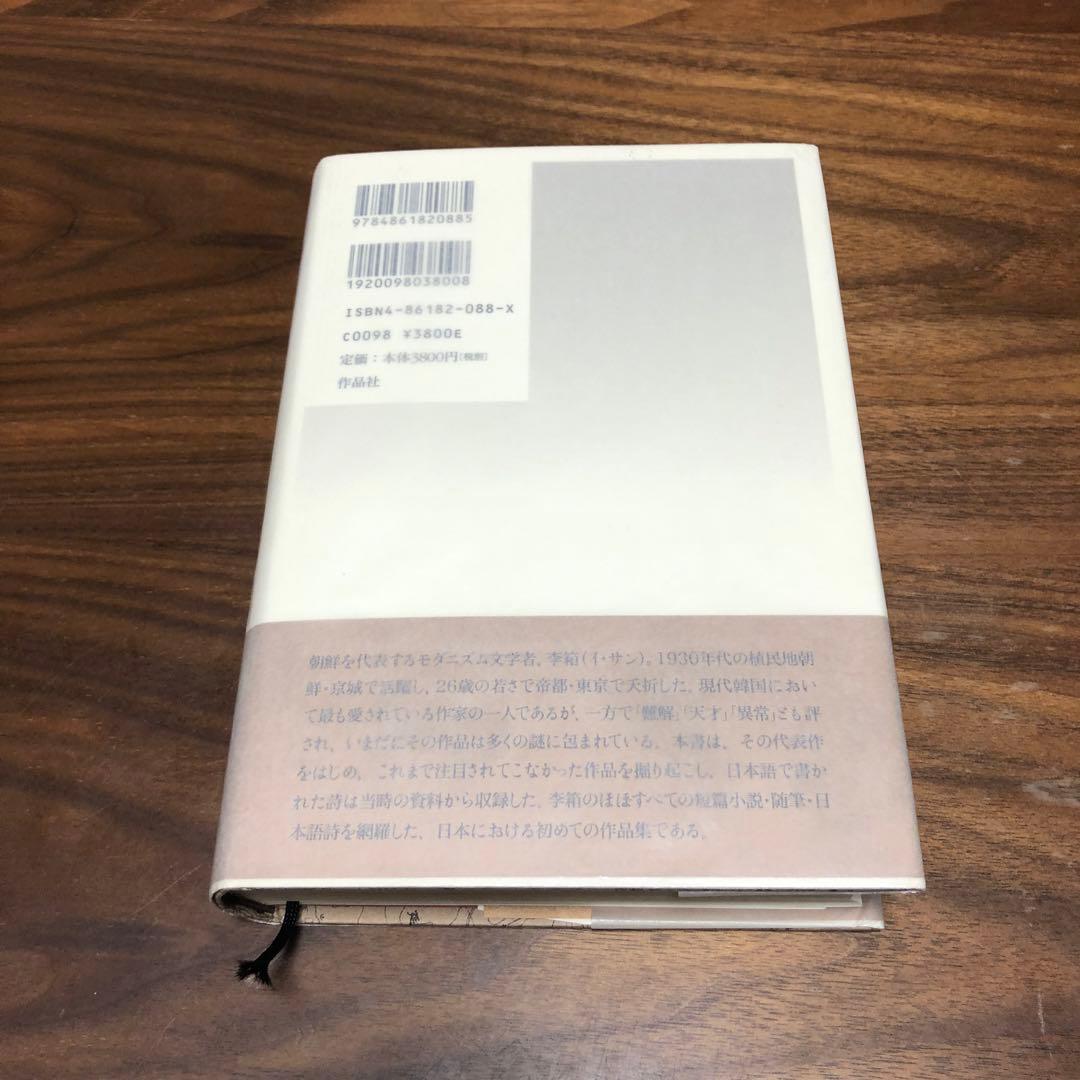 9784861820885
1920098038008
ISBN4-86182-088-X
C0098 ¥3800E
定価：本体3800円［税別］
作品社
朝鮮を代表するモダニズム文学者、李箱（イ・サン）。1930年代の植民地朝
鮮・京城で活躍し、26歳の若さで帝都・東京で夭折した。現代韓国におい
て最も愛されている作家の一人であるが、一方で「難解」「天才」「異常」とも評
され、いまだにその作品は多くの謎に包まれている。本書は、その代表作
をはじめ、これまで注目されてこなかった作品を掘り起こし、日本語で書か
れた詩は当時の資料から収録した。李箱のほぼすべての短篇小説・随筆・日
本語詩を網羅した、日本における初めての作品集である。